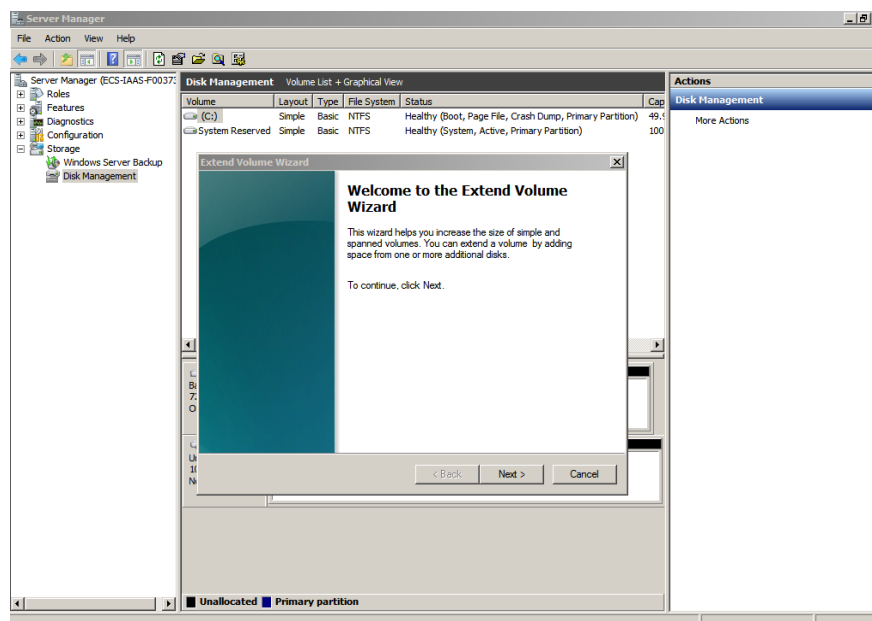 Server Manager
File Action View Help
Server Manager (ECS-IAAS-F0037
Roles
Features
Diagnostics
Configuration
Storage
Windows Server Backup
Disk Management
Disk Management Volume List + Graphical View
Volume Layout Type File System Status Cap
(C:) Simple Basic NTFS Healthy (Boot, Page File, Crash Dump, Primary Partition) 49.
System Reserved Simple Basic NTFS Healthy (System, Active, Primary Partition) 100
Actions
Disk Management
More Actions
Extend Volume Wizard
Welcome to the Extend Volume
Wizard
This wizard helps you increase the size of simple and
spanned volumes. You can extend a volume by adding
space from one or more additional disks.
To continue, click Next.
< Back Next > Cancel
Unallocated Primary partition